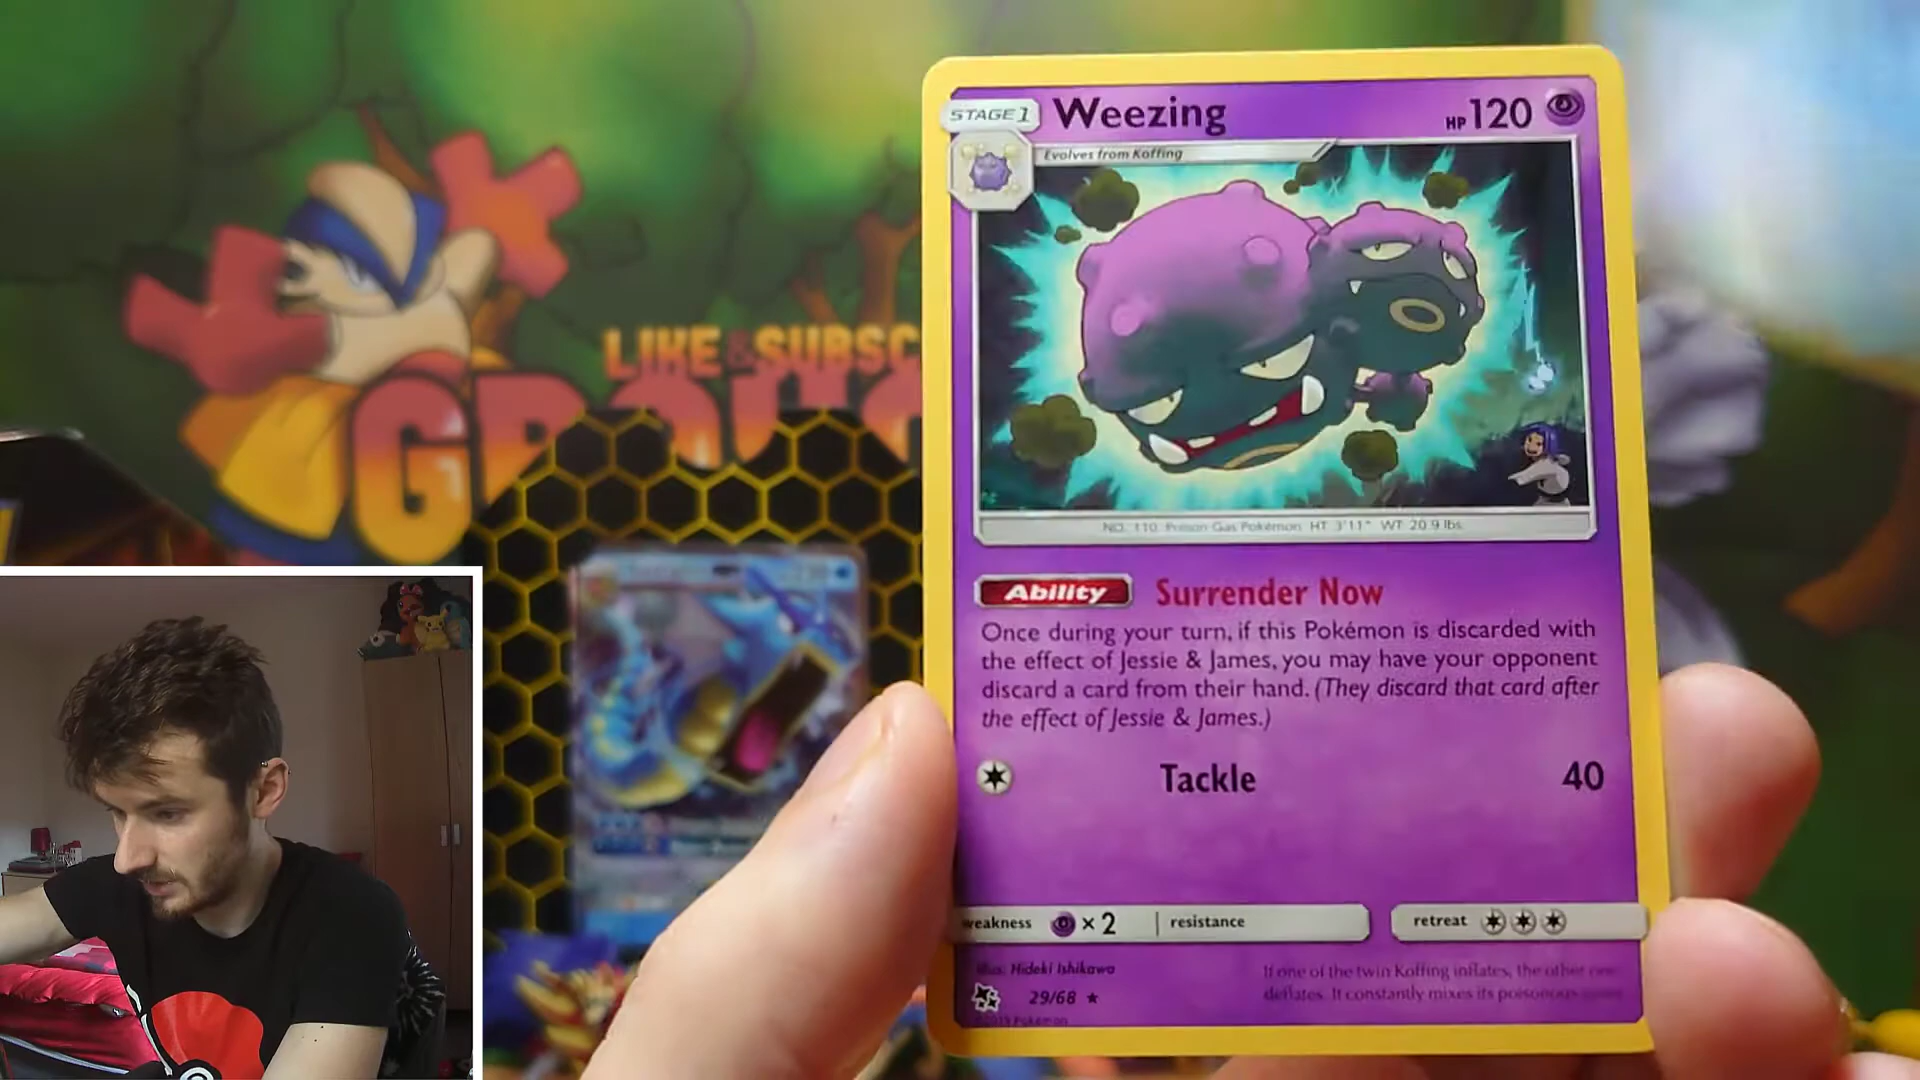 LIKE & SUBSC
STAGE 1
Weezing
HP 120
Evolves from Koffing
NO. 110 Poison Gas Pokémon HT 3'11" WT 20.9 lbs.
Ability Surrender Now
Once during your turn, if this Pokémon is discarded with
the effect of Jessie & James, you may have your opponent
discard a card from their hand. (They discard that card after
the effect of Jessie & James.)
Tackle 40
weakness × 2 resistance
retreat
Illus. Hideki Ishikawa
29/68
If one of the twin Koffing inflates, the other one
deflates. It constantly mixes its poisonous
©2019 Pokémon